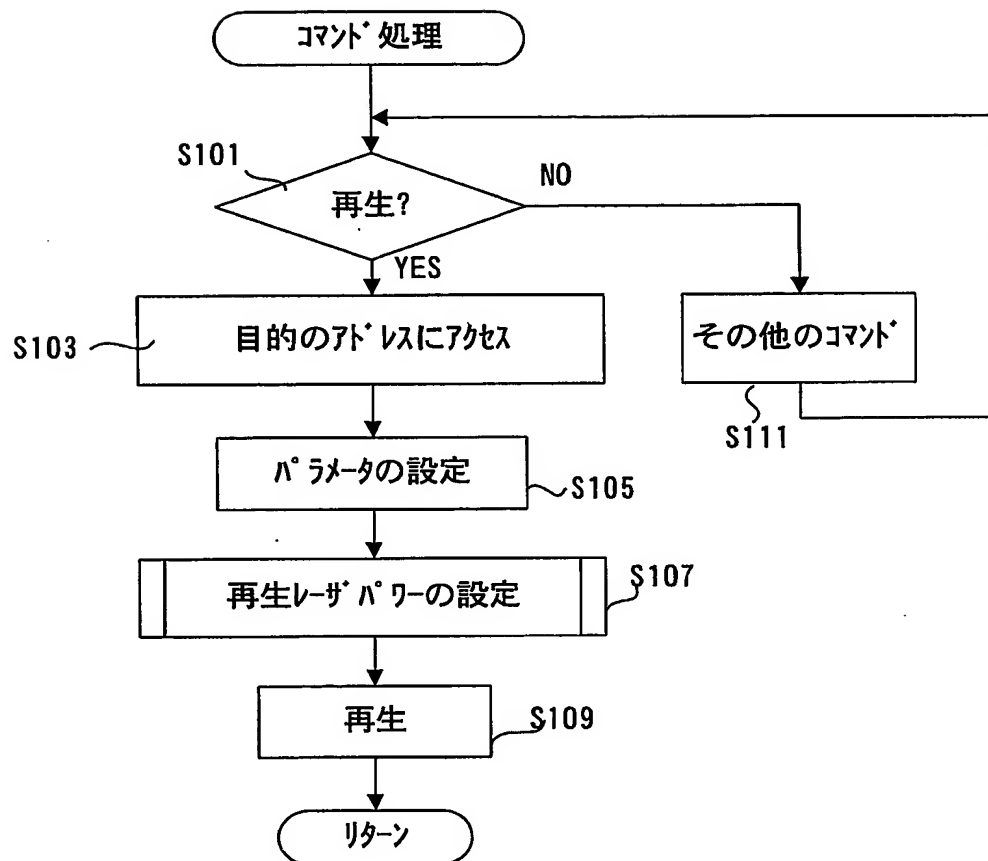 ｺﾏﾝﾄﾞ処理
S101
再生?
NO
YES
S103
目的のｱﾄﾞﾚｽにｱｸｾｽ
その他のｺﾏﾝﾄﾞ
S111
ﾊﾟﾗﾒｰﾀの設定
S105
再生ﾚｰｻﾞﾊﾟﾜｰの設定
S107
再生
S109
ﾘﾀｰﾝ